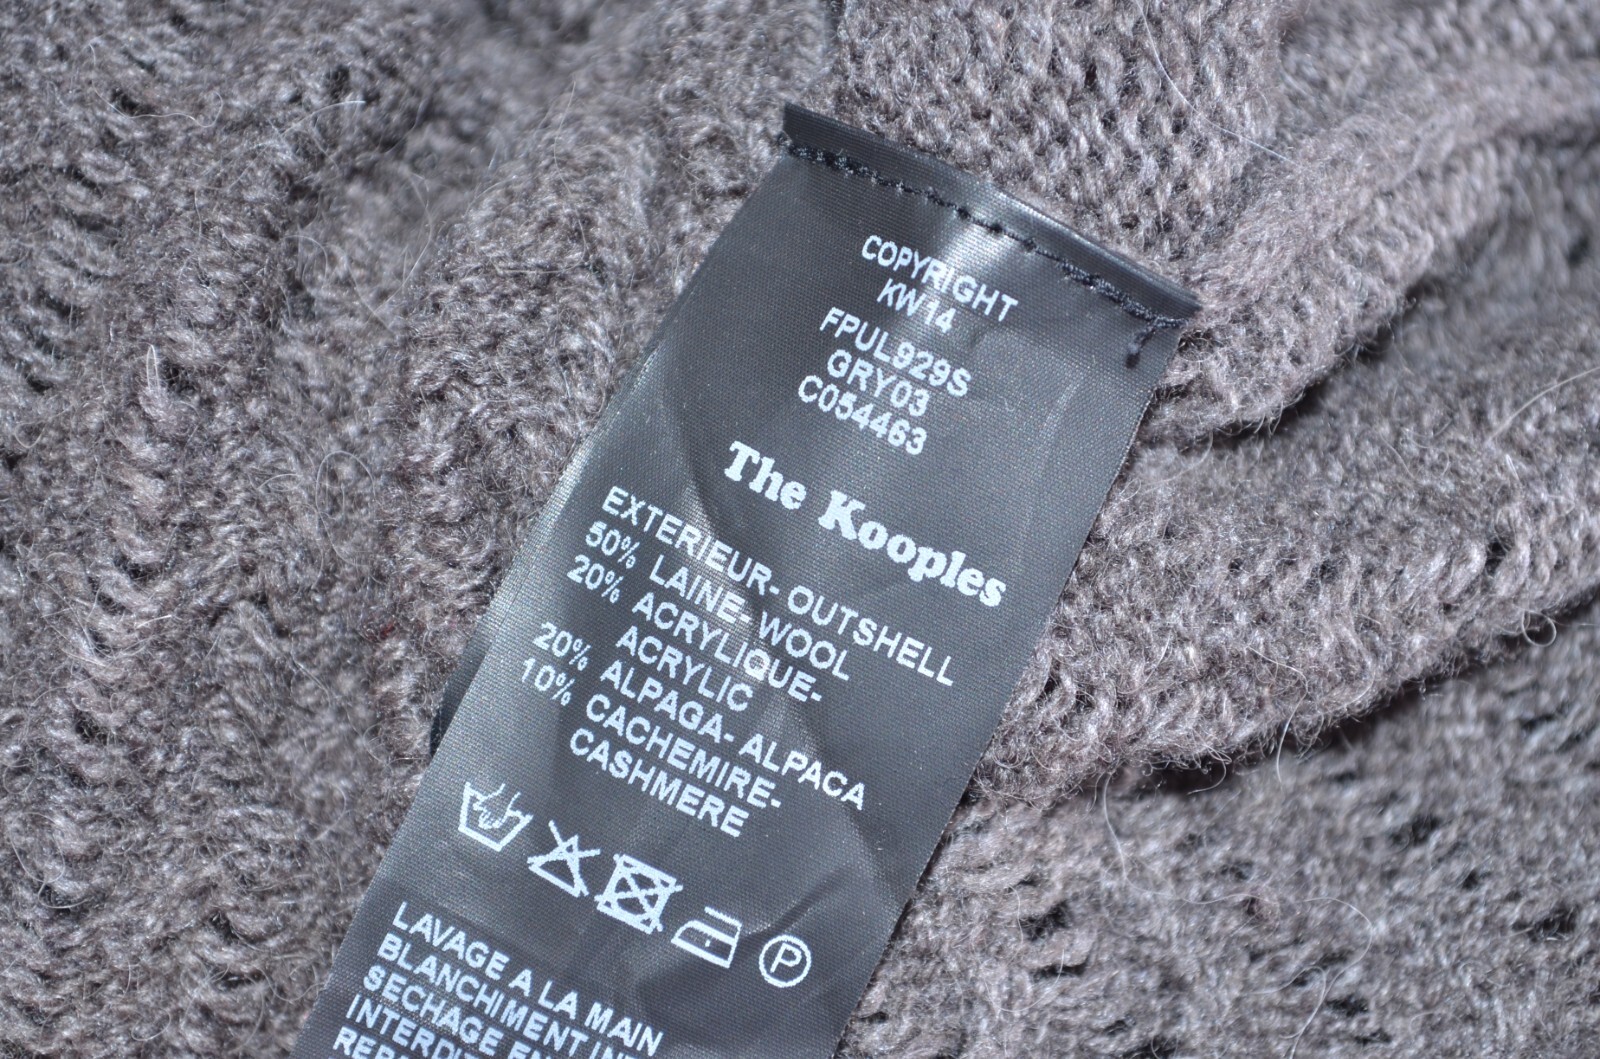 COPYRIGHT
KW14
FPUL929S
GRY03
C054463
The Kooples
EXTERIEUR- OUTSHELL
50% LAINE- WOOL
20% ACRYLIQUE-
ACRYLIC
20% ALPAGA- ALPACA
10% CACHEMIRE-
CASHMERE
P
LAVAGE A LA MAIN
BLANCHIMENT
SECHAGE